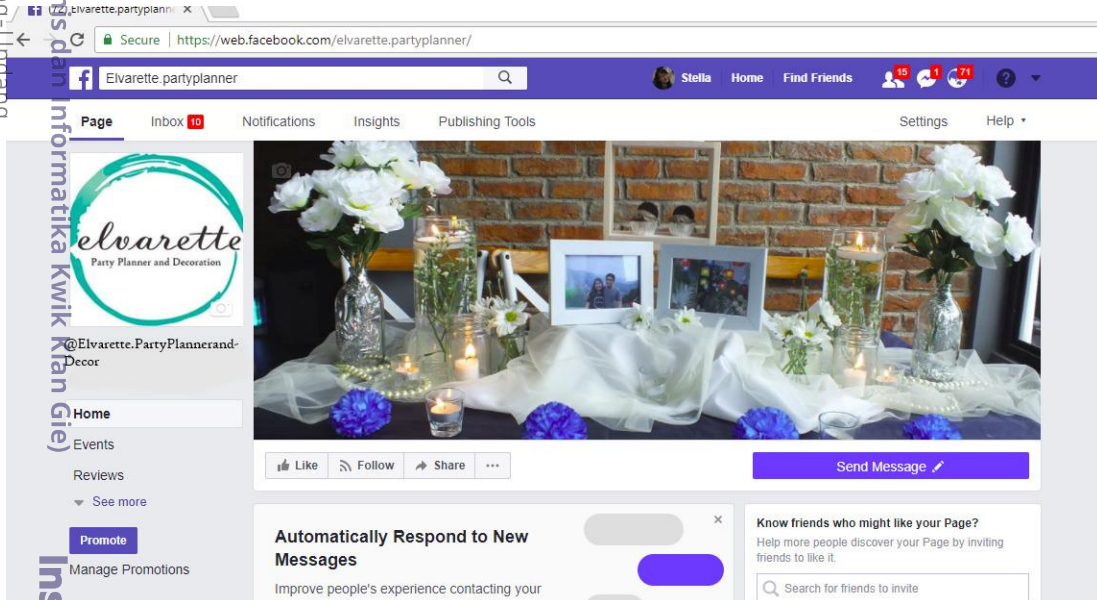 (72) Elvarette.partyplann
Secure | https://web.facebook.com/elvarette.partyplanner/
Elvarette.partyplanner
Stella Home Find Friends 15 1 71 ?
Page Inbox 10 Notifications Insights Publishing Tools Settings Help
elvarette
Party Planner and Decoration
@Elvarette.PartyPlannerand-
Decor
Home
Events
Reviews
See more
Promote
Manage Promotions
Like Follow Share ...
Send Message
Automatically Respond to New
Messages
Improve people's experience contacting your
Know friends who might like your Page?
Help more people discover your Page by inviting
friends to like it.
Search for friends to invite
dan Informatika Kwik Kian Gie)